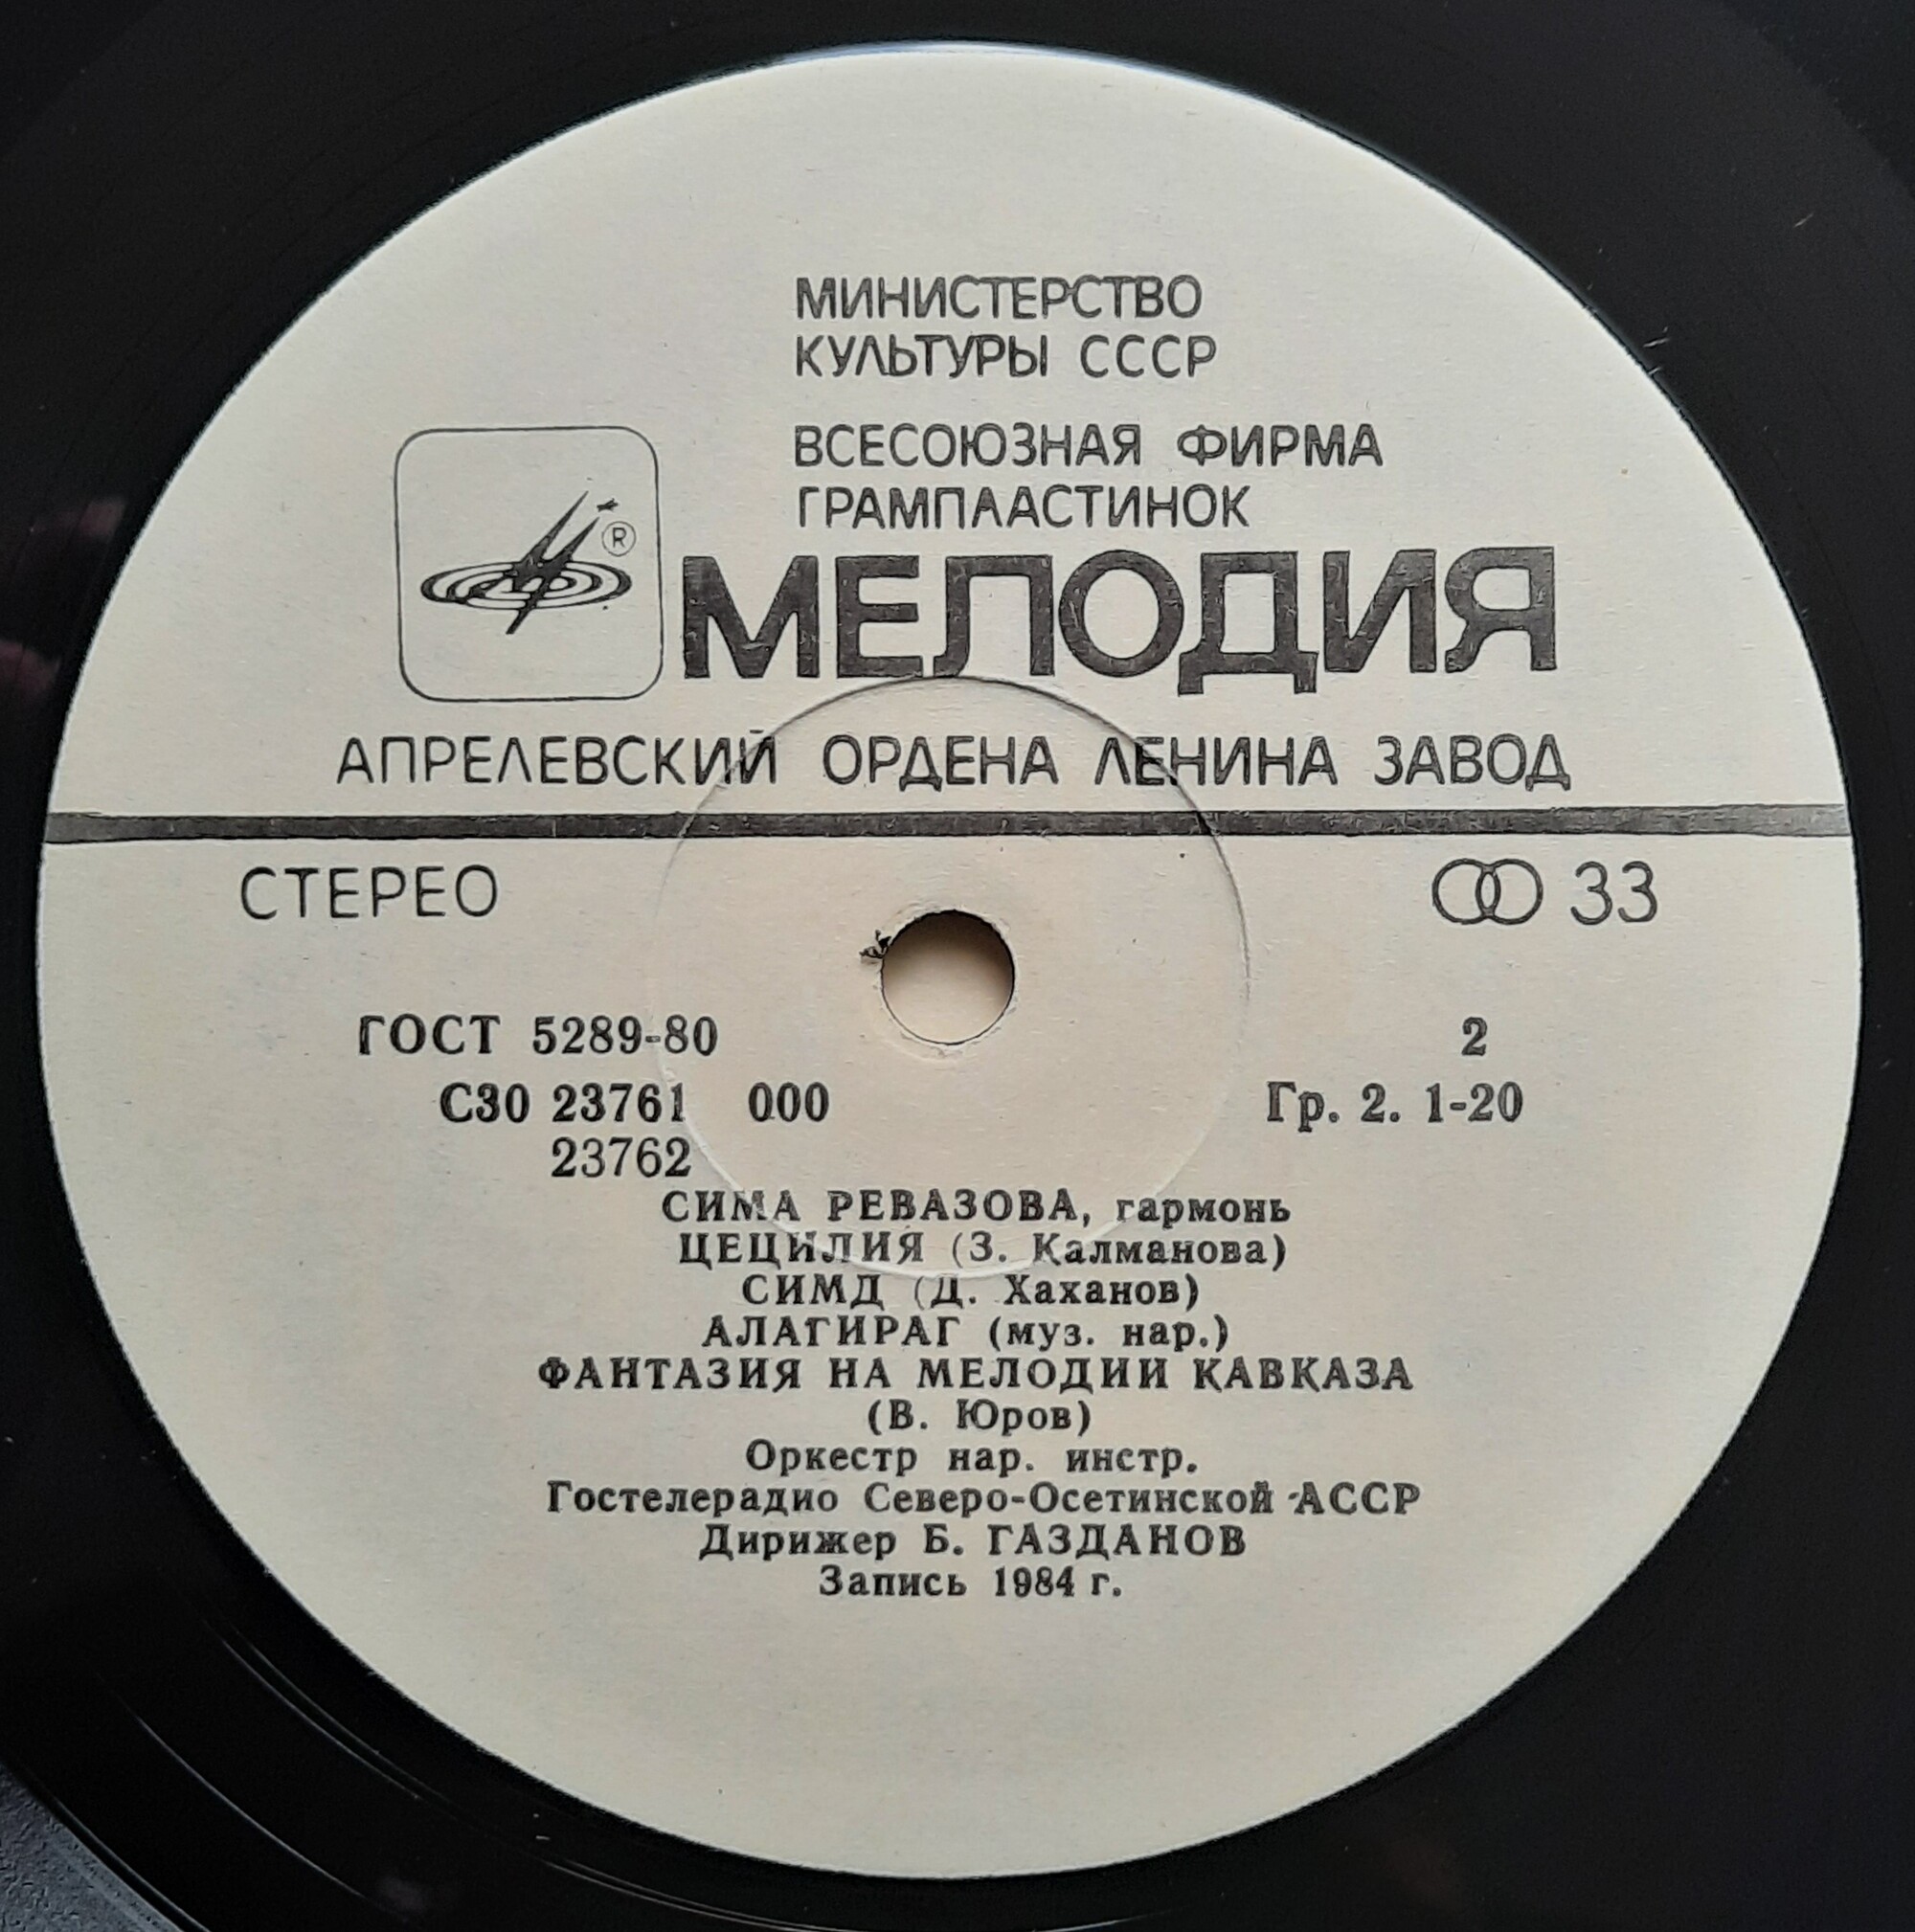 МИНИСТЕРСТВО
КУЛЬТУРЫ СССР
ВСЕСОЮЗНАЯ ФИРМА
ГРАМПЛАСТИНОК
®
МЕЛОДИЯ
АПРЕЛЕВСКИЙ ОРДЕНА ЛЕНИНА ЗАВОД
СТЕРЕО 33
ГОСТ 5289-80 2
С30 23761 000 Гр. 2. 1-20
23762
СИМА РЕВАЗОВА, гармонь
ЦЕЦИЛИЯ (З. Калманова)
СИМД (Д. Хаханов)
АЛАГИРАГ (муз. нар.)
ФАНТАЗИЯ НА МЕЛОДИИ КАВКАЗА
(В. Юров)
Оркестр нар. инстр.
Гостелерадио Северо-Осетинской АССР
Дирижер Б. ГАЗДАНОВ
Запись 1984 г.